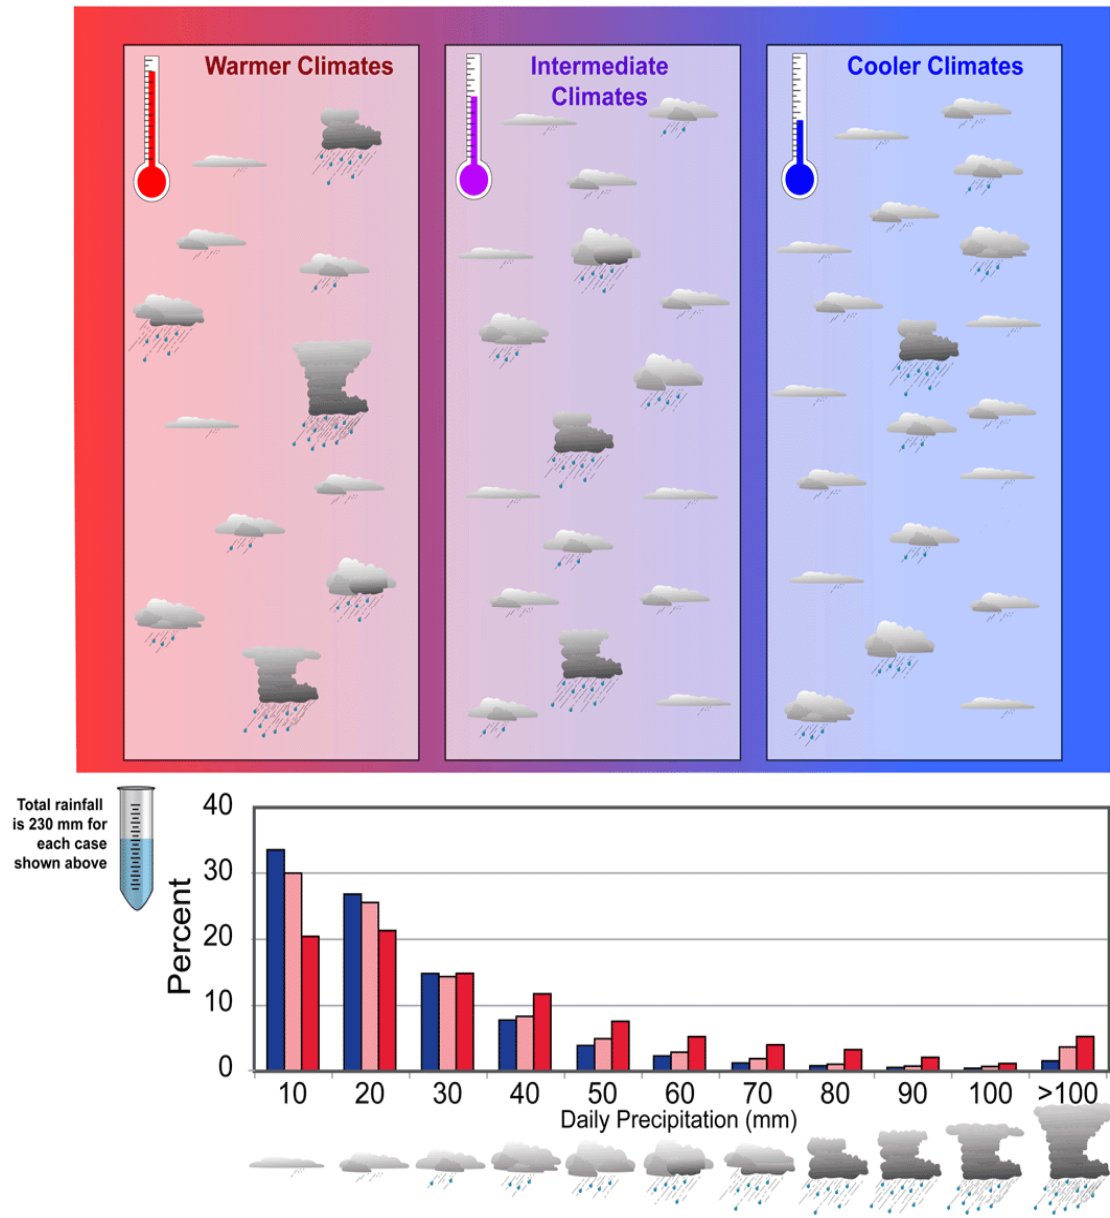 Warmer Climates
Intermediate
Climates
Cooler Climates
Total rainfall
is 230 mm for
each case
shown above
Percent
40
30
20
10
0
10 20 30 40 50 60 70 80 90 100 >100
Daily Precipitation (mm)